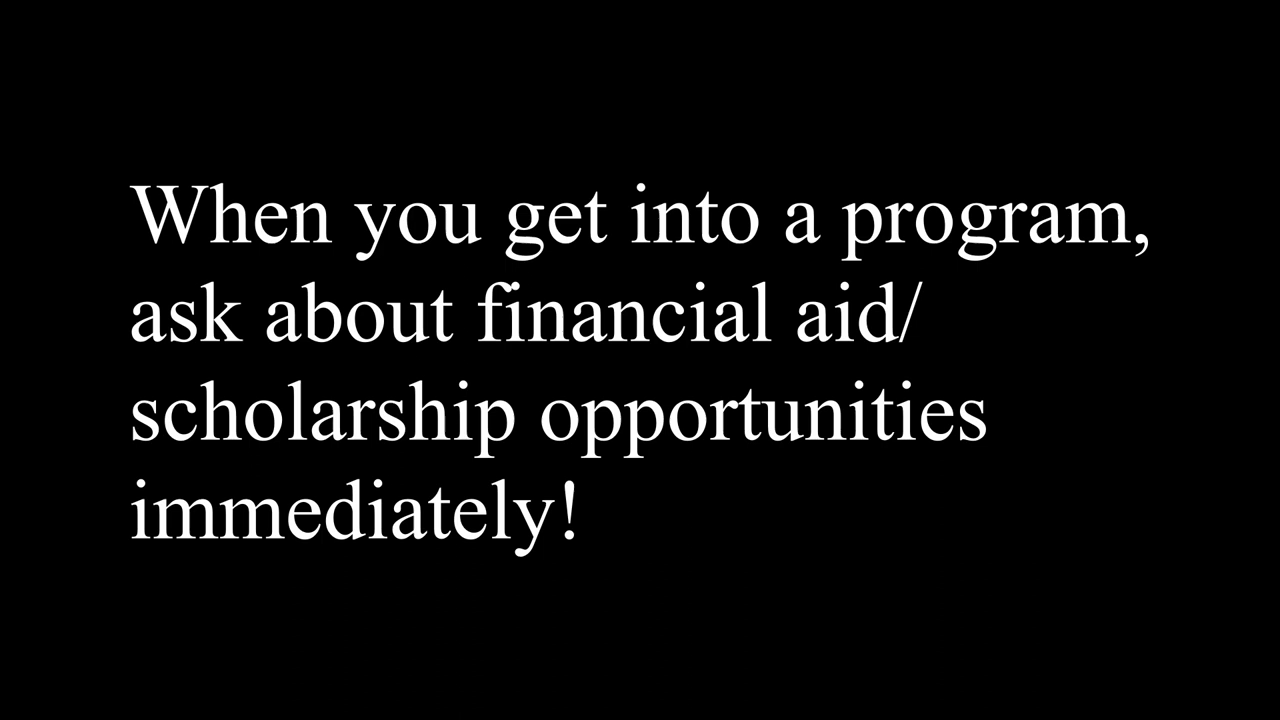 When you get into a program,
ask about financial aid/
scholarship opportunities
immediately!